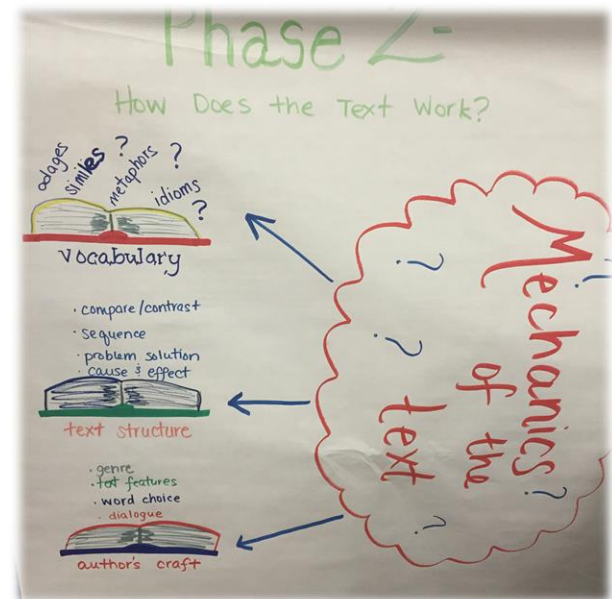 Phase 2-
How Does the Text Work?
adages
similes ?
metaphors ?
idioms
?
vocabulary
• compare/contrast
• sequence
• problem solution
• cause & effect
text structure
• genre
• text features
• word choice
• dialogue
author's craft
Mechanics
of the
text
? ? ? ? ?